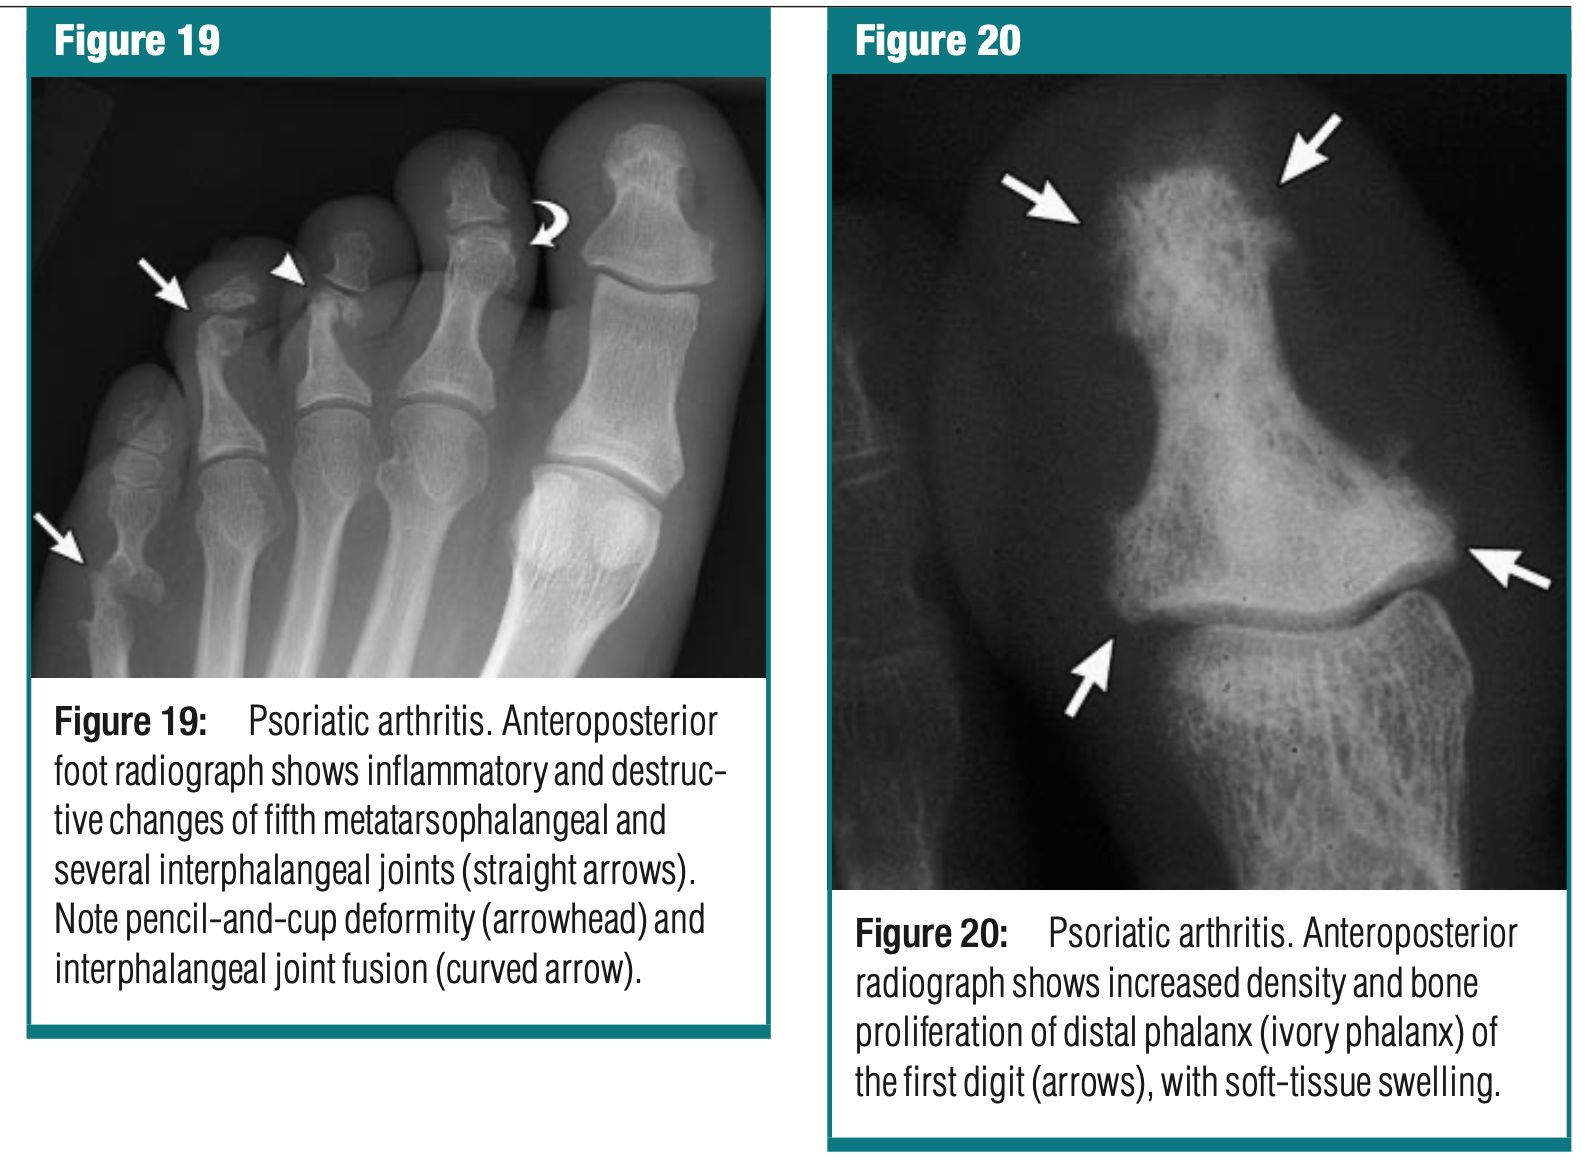 Figure 19
Figure 19: Psoriatic arthritis. Anteroposterior
foot radiograph shows inflammatory and destruc-
tive changes of fifth metatarsophalangeal and
several interphalangeal joints (straight arrows).
Note pencil-and-cup deformity (arrowhead) and
interphalangeal joint fusion (curved arrow).
Figure 20
Figure 20: Psoriatic arthritis. Anteroposterior
radiograph shows increased density and bone
proliferation of distal phalanx (ivory phalanx) of
the first digit (arrows), with soft-tissue swelling.